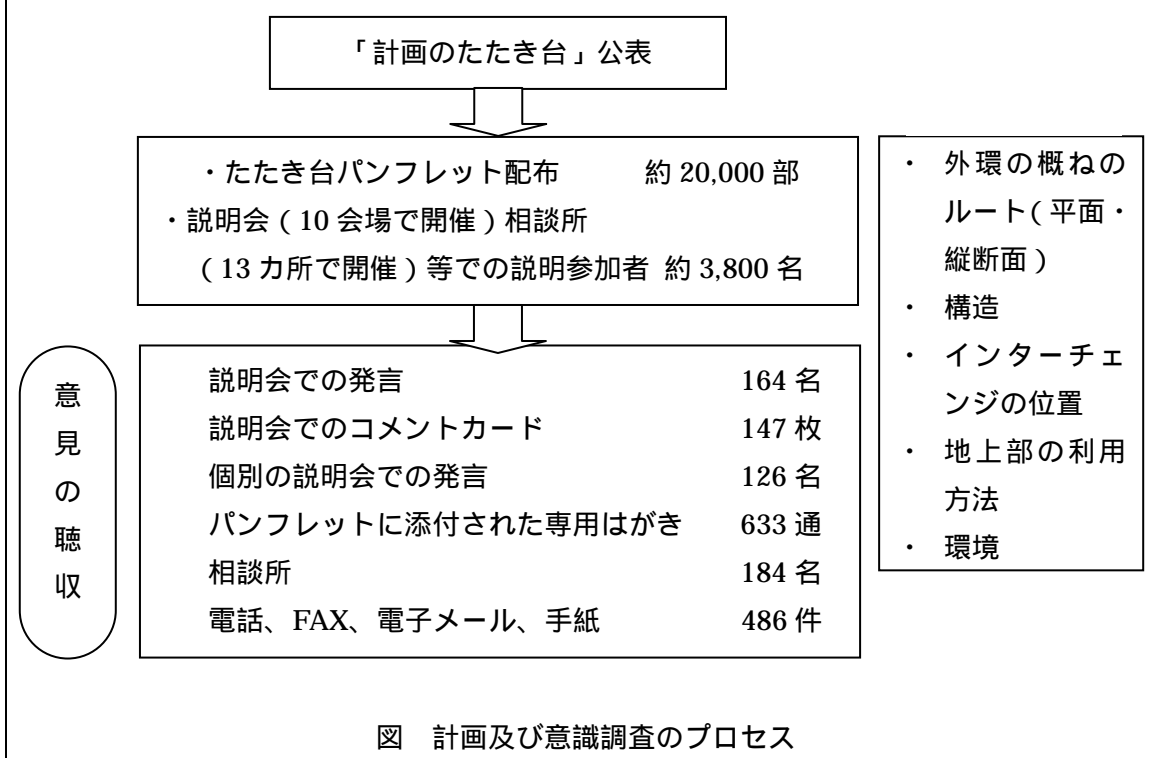 「計画のたたき台」公表
・たたき台パンフレット配布　　約 20,000 部
・説明会（10 会場で開催）相談所
（13 カ所で開催）等での説明参加者 約 3,800 名
・ 外環の概ねの
ルート（平面・
縦断面）
・ 構造
・ インターチェ
ンジの位置
・ 地上部の利用
方法
・ 環境
意見の聴収
説明会での発言　164 名
説明会でのコメントカード　147 枚
個別の説明会での発言　126 名
パンフレットに添付された専用はがき　633 通
相談所　184 名
電話、FAX、電子メール、手紙　486 件
図　計画及び意識調査のプロセス